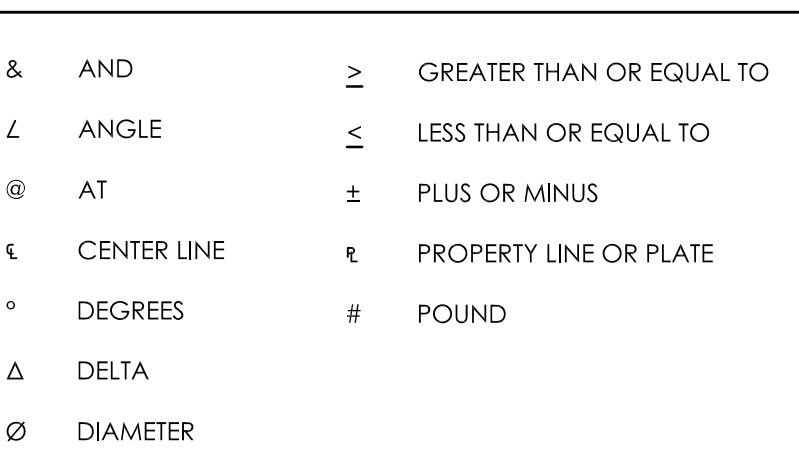 & AND
∠ ANGLE
@ AT
℄ CENTER LINE
° DEGREES
Δ DELTA
Ø DIAMETER
≥ GREATER THAN OR EQUAL TO
≤ LESS THAN OR EQUAL TO
± PLUS OR MINUS
⅊ PROPERTY LINE OR PLATE
# POUND